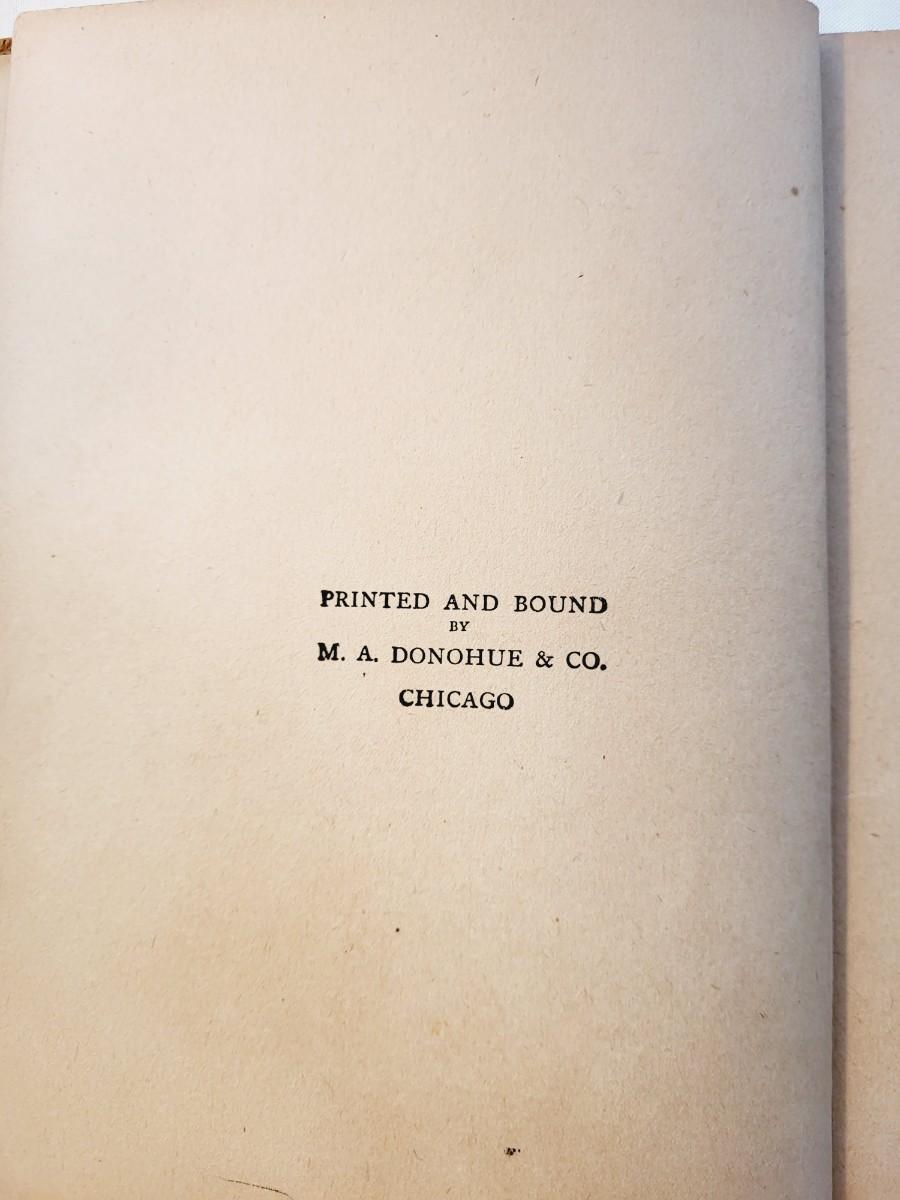 PRINTED AND BOUND
BY
M. A. DONOHUE & CO.
CHICAGO